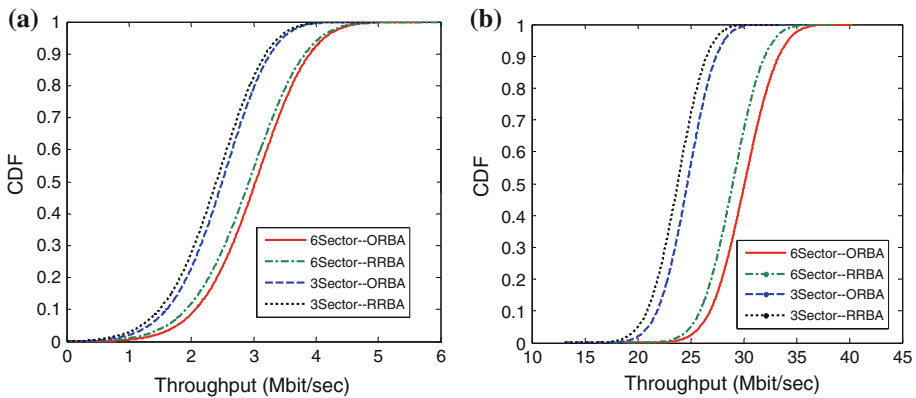 (a)
1
0.9
0.8
0.7
0.6
0.5
0.4
0.3
0.2
0.1
0
CDF
6Sector--ORBA
6Sector--RRBA
3Sector--ORBA
3Sector--RRBA
0 1 2 3 4 5 6
Throughput (Mbit/sec)
(b)
1
0.9
0.8
0.7
0.6
0.5
0.4
0.3
0.2
0.1
0
CDF
6Sector--ORBA
6Sector--RRBA
3Sector--ORBA
3Sector--RRBA
10 15 20 25 30 35 40 45
Throughput (Mbit/sec)